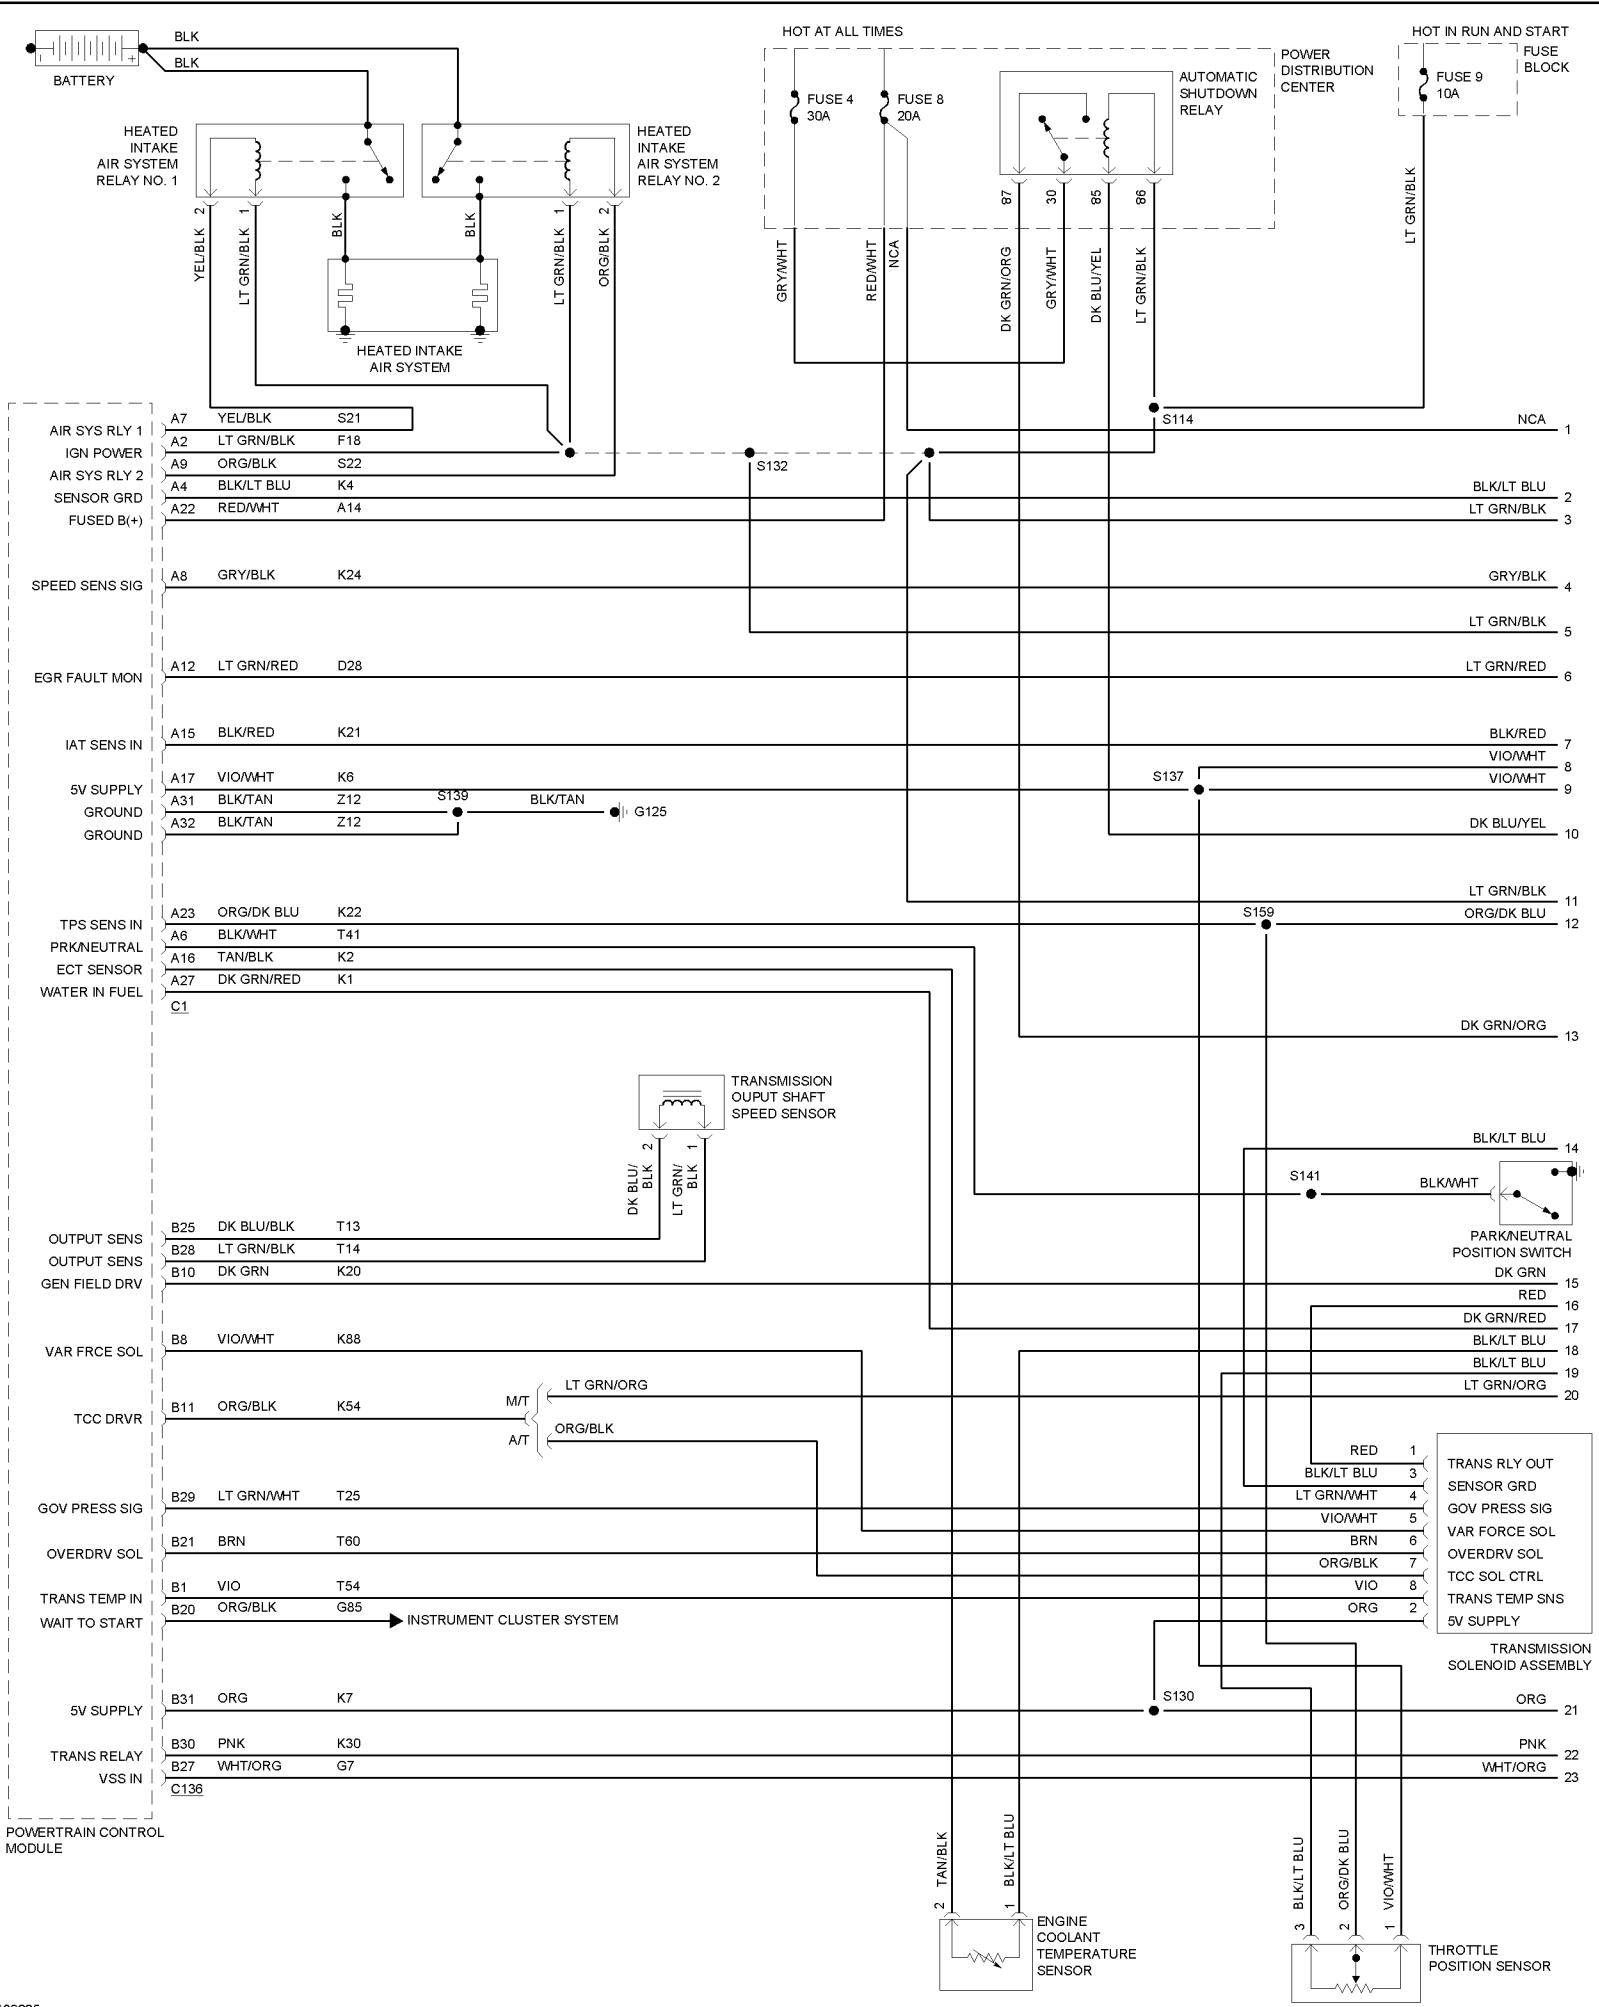 HOT AT ALL TIMES
HOT IN RUN AND START
BLK
BLK
BATTERY
+
-
FUSE 4
30A
FUSE 8
20A
AUTOMATIC
SHUTDOWN
RELAY
POWER
DISTRIBUTION
CENTER
FUSE 9
10A
FUSE
BLOCK
HEATED
INTAKE
AIR SYSTEM
RELAY NO. 1
HEATED
INTAKE
AIR SYSTEM
RELAY NO. 2
2
1
1
2
87
30
85
86
YEL/BLK
LT GRN/BLK
BLK
BLK
LT GRN/BLK
ORG/BLK
GRY/WHT
RED/WHT
NCA
DK GRN/ORG
GRY/WHT
DK BLU/YEL
LT GRN/BLK
LT GRN/BLK
HEATED INTAKE
AIR SYSTEM
S114
AIR SYS RLY 1 A7 YEL/BLK S21
NCA 1
IGN POWER A2 LT GRN/BLK F18
S132
AIR SYS RLY 2 A9 ORG/BLK S22
SENSOR GRD A4 BLK/LT BLU K4
BLK/LT BLU 2
FUSED B(+) A22 RED/WHT A14
LT GRN/BLK 3
SPEED SENS SIG A8 GRY/BLK K24
GRY/BLK 4
LT GRN/BLK 5
EGR FAULT MON A12 LT GRN/RED D28
LT GRN/RED 6
IAT SENS IN A15 BLK/RED K21
BLK/RED 7
VIO/WHT 8
5V SUPPLY A17 VIO/WHT K6
S137
VIO/WHT 9
GROUND A31 BLK/TAN Z12
S139
BLK/TAN
G125
GROUND A32 BLK/TAN Z12
DK BLU/YEL 10
LT GRN/BLK 11
TPS SENS IN A23 ORG/DK BLU K22
S159
ORG/DK BLU 12
PRK/NEUTRAL A6 BLK/WHT T41
ECT SENSOR A16 TAN/BLK K2
WATER IN FUEL A27 DK GRN/RED K1
C1
DK GRN/ORG 13
TRANSMISSION
OUPUT SHAFT
SPEED SENSOR
2
1
DK BLU/
BLK
LT GRN/
BLK
BLK/LT BLU 14
S141
BLK/WHT
PARK/NEUTRAL
POSITION SWITCH
OUTPUT SENS B25 DK BLU/BLK T13
OUTPUT SENS B28 LT GRN/BLK T14
GEN FIELD DRV B10 DK GRN K20
DK GRN 15
RED 16
DK GRN/RED 17
VAR FRCE SOL B8 VIO/WHT K88
BLK/LT BLU 18
BLK/LT BLU 19
M/T
LT GRN/ORG
LT GRN/ORG 20
TCC DRVR B11 ORG/BLK K54
A/T
ORG/BLK
RED 1 TRANS RLY OUT
BLK/LT BLU 3 SENSOR GRD
GOV PRESS SIG B29 LT GRN/WHT T25
LT GRN/WHT 4 GOV PRESS SIG
VIO/WHT 5 VAR FORCE SOL
OVERDRV SOL B21 BRN T60
BRN 6 OVERDRV SOL
ORG/BLK 7 TCC SOL CTRL
TRANS TEMP IN B1 VIO T54
VIO 8 TRANS TEMP SNS
WAIT TO START B20 ORG/BLK G85
INSTRUMENT CLUSTER SYSTEM
ORG 2 5V SUPPLY
TRANSMISSION
SOLENOID ASSEMBLY
5V SUPPLY B31 ORG K7
S130
ORG 21
TRANS RELAY B30 PNK K30
PNK 22
VSS IN B27 WHT/ORG G7
WHT/ORG 23
C136
POWERTRAIN CONTROL
MODULE
TAN/BLK
BLK/LT BLU
BLK/LT BLU
ORG/DK BLU
VIO/WHT
2
1
3
2
1
ENGINE
COOLANT
TEMPERATURE
SENSOR
THROTTLE
POSITION SENSOR